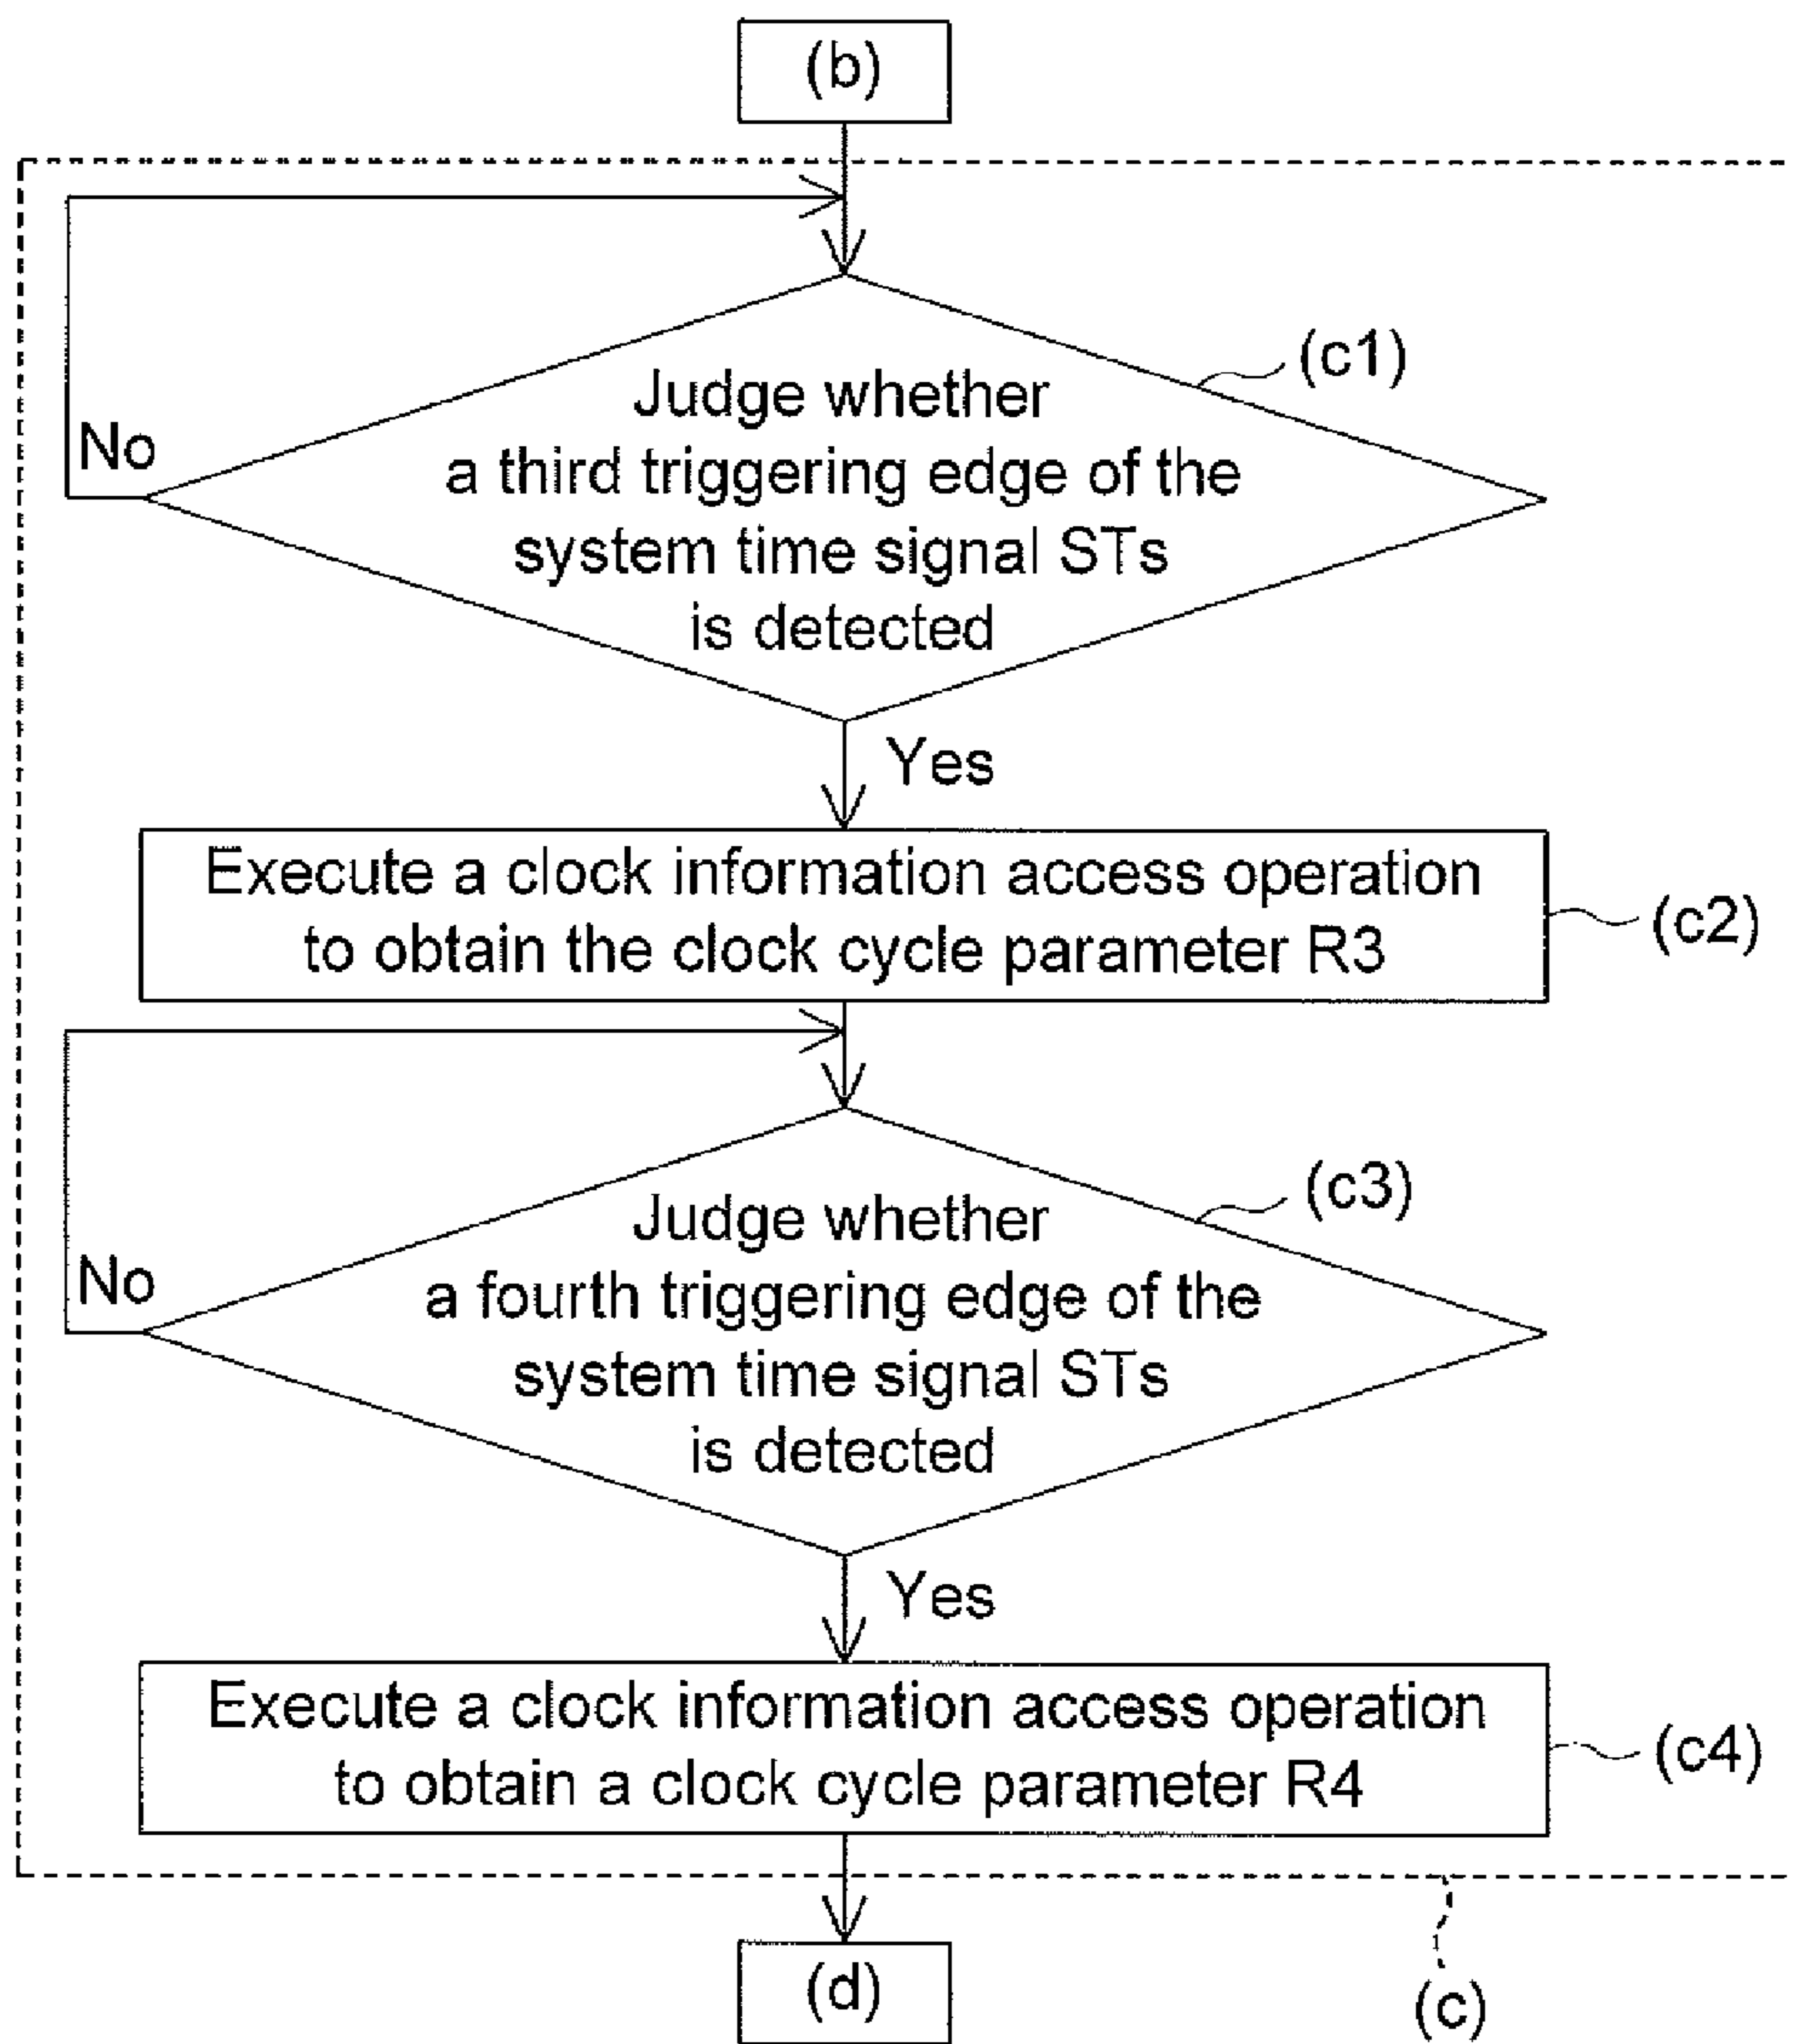 (b)
(c1)
Judge whether
a third triggering edge of the
system time signal STs
is detected
No
Yes
Execute a clock information access operation
to obtain the clock cycle parameter R3
(c2)
(c3)
Judge whether
a fourth triggering edge of the
system time signal STs
is detected
No
Yes
Execute a clock information access operation
to obtain a clock cycle parameter R4
(c4)
(d)
(c)